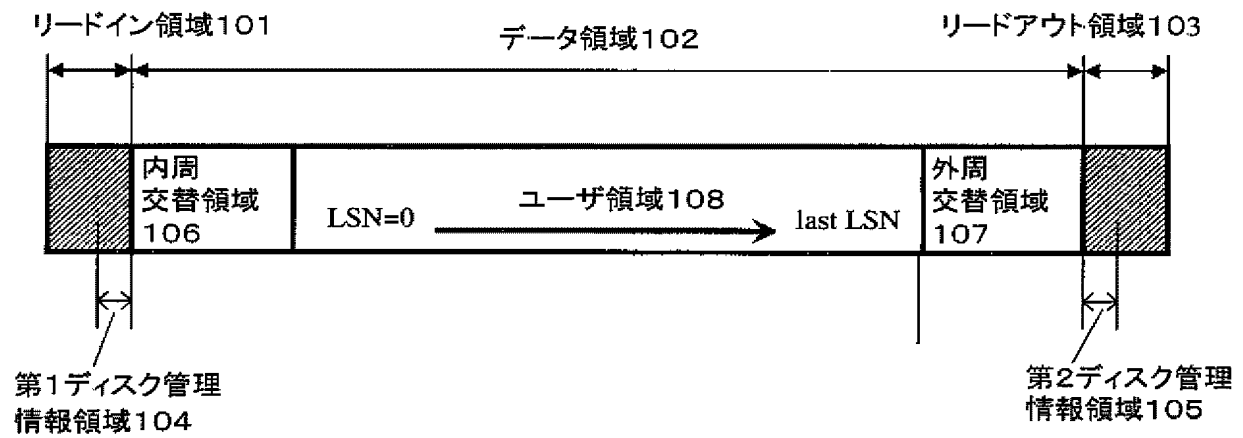 リードイン領域101
データ領域102
リードアウト領域103
内周
交替領域
106
LSN=0
ユーザ領域108
last LSN
外周
交替領域
107
第1ディスク管理
情報領域104
第2ディスク管理
情報領域105